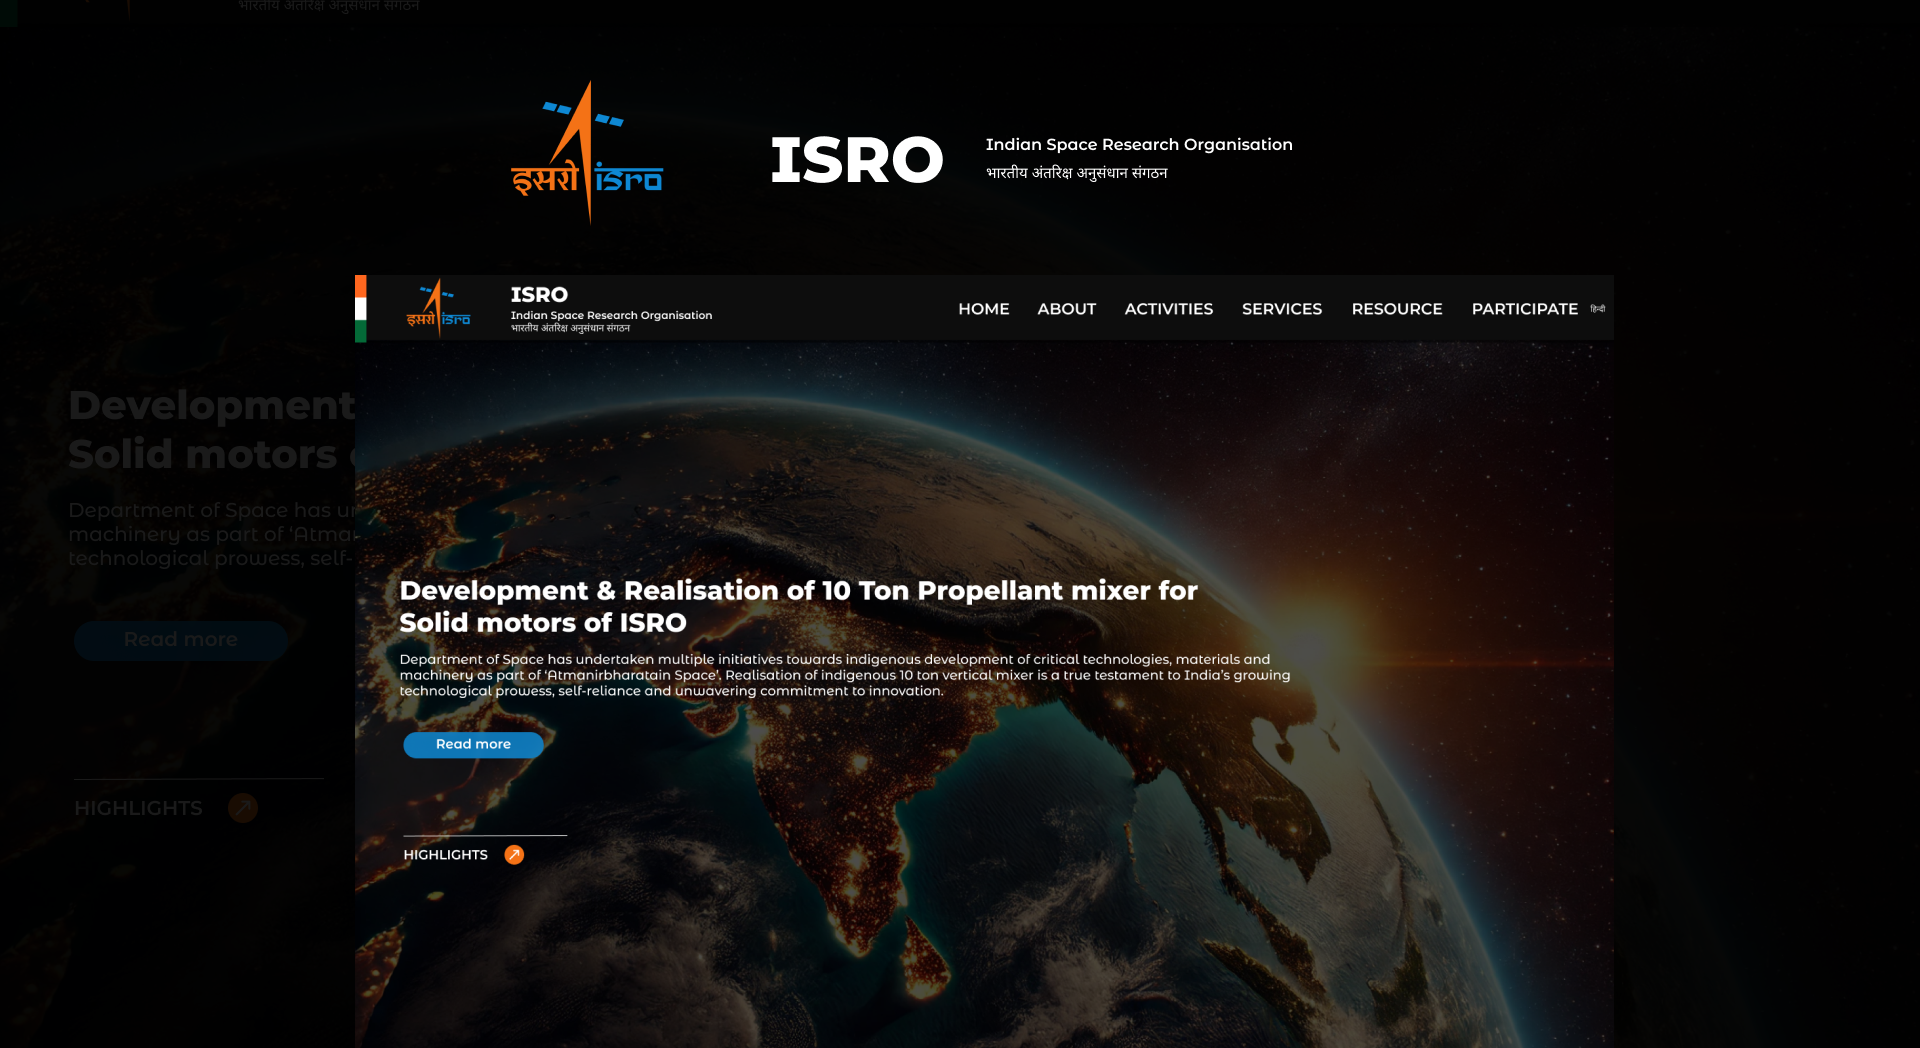 भारतीय अंतरिक्ष अनुसंधान संगठन
इसरो isro
ISRO
Indian Space Research Organisation
भारतीय अंतरिक्ष अनुसंधान संगठन
इसरो isro
ISRO
Indian Space Research Organisation
भारतीय अंतरिक्ष अनुसंधान संगठन
HOME ABOUT ACTIVITIES SERVICES RESOURCE PARTICIPATE हिन्दी
Development
Solid motors
Department of Space has
machinery as part of
technological prowess, self-
Read more
HIGHLIGHTS
Development & Realisation of 10 Ton Propellant mixer for
Solid motors of ISRO
Department of Space has undertaken multiple initiatives towards indigenous development of critical technologies, materials and
machinery as part of ‘Atmanirbharatain Space’. Realisation of indigenous 10 ton vertical mixer is a true testament to India’s growing
technological prowess, self-reliance and unwavering commitment to innovation.
Read more
HIGHLIGHTS